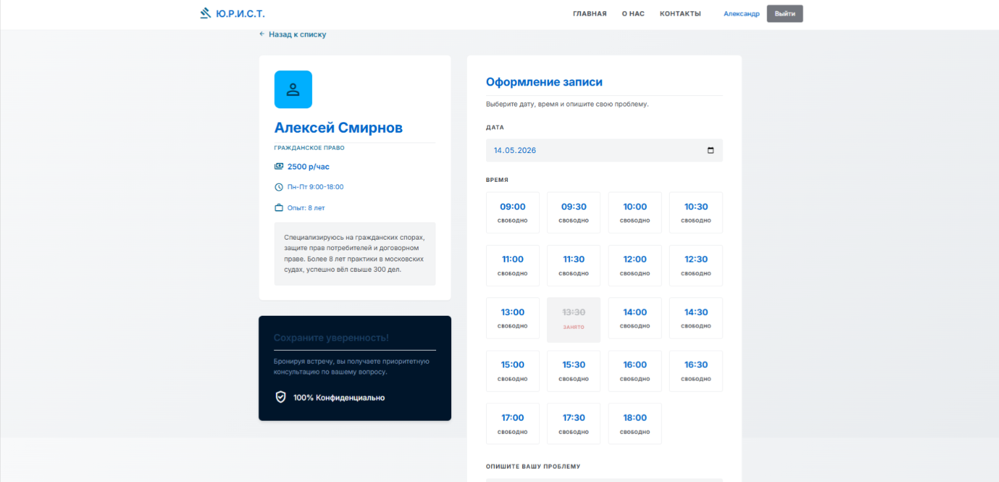 Ю.Р.И.С.Т.
ГЛАВНАЯ О НАС КОНТАКТЫ Александр Выйти
← Назад к списку
Алексей Смирнов
ГРАЖДАНСКОЕ ПРАВО
2500 р/час
Пн-Пт 9:00-18:00
Опыт: 8 лет
Специализируюсь на гражданских спорах,
защите прав потребителей и договорном
праве. Более 8 лет практики в московских
судах, успешно вёл свыше 300 дел.
Сохраните уверенность!
Бронируя встречу, вы получаете приоритетную
консультацию по вашему вопросу.
100% Конфиденциально
Оформление записи
Выберите дату, время и опишите свою проблему.
ДАТА
14.05.2026
ВРЕМЯ
09:00 09:30 10:00 10:30
СВОБОДНО СВОБОДНО СВОБОДНО СВОБОДНО
11:00 11:30 12:00 12:30
СВОБОДНО СВОБОДНО СВОБОДНО СВОБОДНО
13:00 13:30 14:00 14:30
СВОБОДНО ЗАНЯТО СВОБОДНО СВОБОДНО
15:00 15:30 16:00 16:30
СВОБОДНО СВОБОДНО СВОБОДНО СВОБОДНО
17:00 17:30 18:00
СВОБОДНО СВОБОДНО СВОБОДНО
ОПИШИТЕ ВАШУ ПРОБЛЕМУ